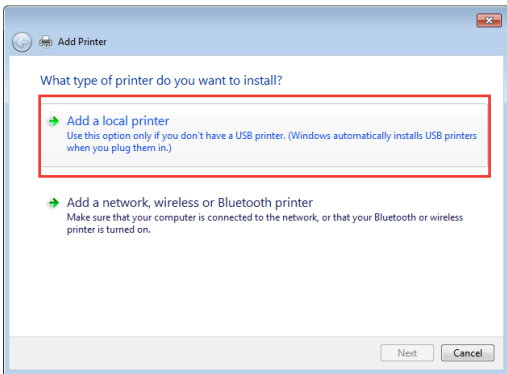 Add Printer
What type of printer do you want to install?
Add a local printer
Use this option only if you don't have a USB printer. (Windows automatically installs USB printers
when you plug them in.)
Add a network, wireless or Bluetooth printer
Make sure that your computer is connected to the network, or that your Bluetooth or wireless
printer is turned on.
Next Cancel